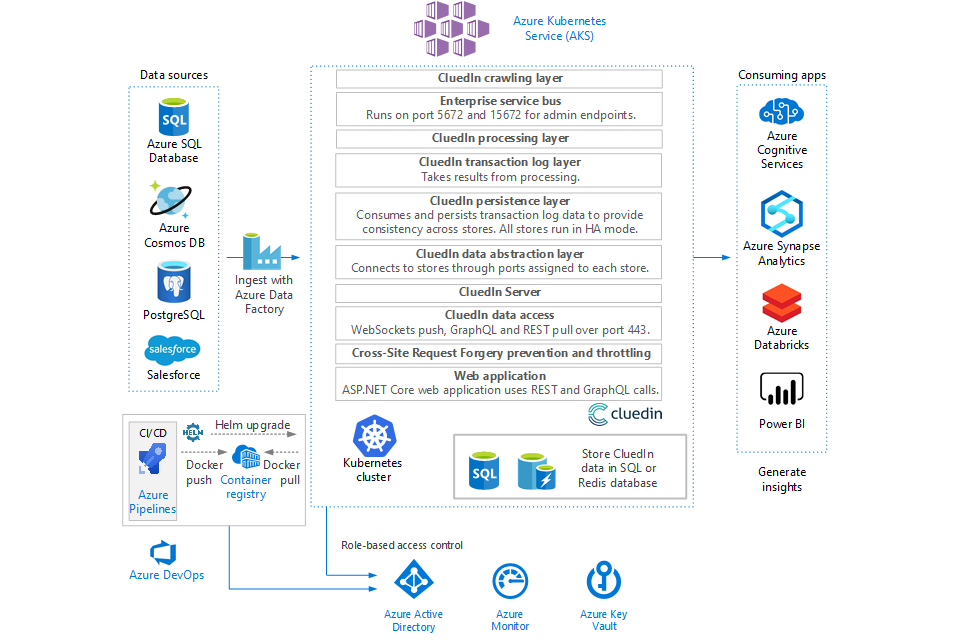 Azure Kubernetes
Service (AKS)
Data sources
SQL
Azure SQL
Database
Azure
Cosmos DB
PostgreSQL
salesforce
Salesforce
Ingest with
Azure Data
Factory
CluedIn crawling layer
Enterprise service bus
Runs on port 5672 and 15672 for admin endpoints.
CluedIn processing layer
CluedIn transaction log layer
Takes results from processing.
CluedIn persistence layer
Consumes and persists transaction log data to provide
consistency across stores. All stores run in HA mode.
CluedIn data abstraction layer
Connects to stores through ports assigned to each store.
CluedIn Server
CluedIn data access
WebSockets push, GraphQL and REST pull over port 443.
Cross-Site Request Forgery prevention and throttling
Web application
ASP.NET Core web application uses REST and GraphQL calls.
cluedin
Kubernetes
cluster
SQL
Store CluedIn
data in SQL or
Redis database
Consuming apps
Azure
Cognitive
Services
Azure Synapse
Analytics
Azure
Databricks
Power BI
Generate
insights
CI/CD
Azure
Pipelines
HELM
Helm upgrade
Docker
push
Container
registry
Docker
pull
Azure DevOps
Role-based access control
Azure Active
Directory
Azure
Monitor
Azure Key
Vault